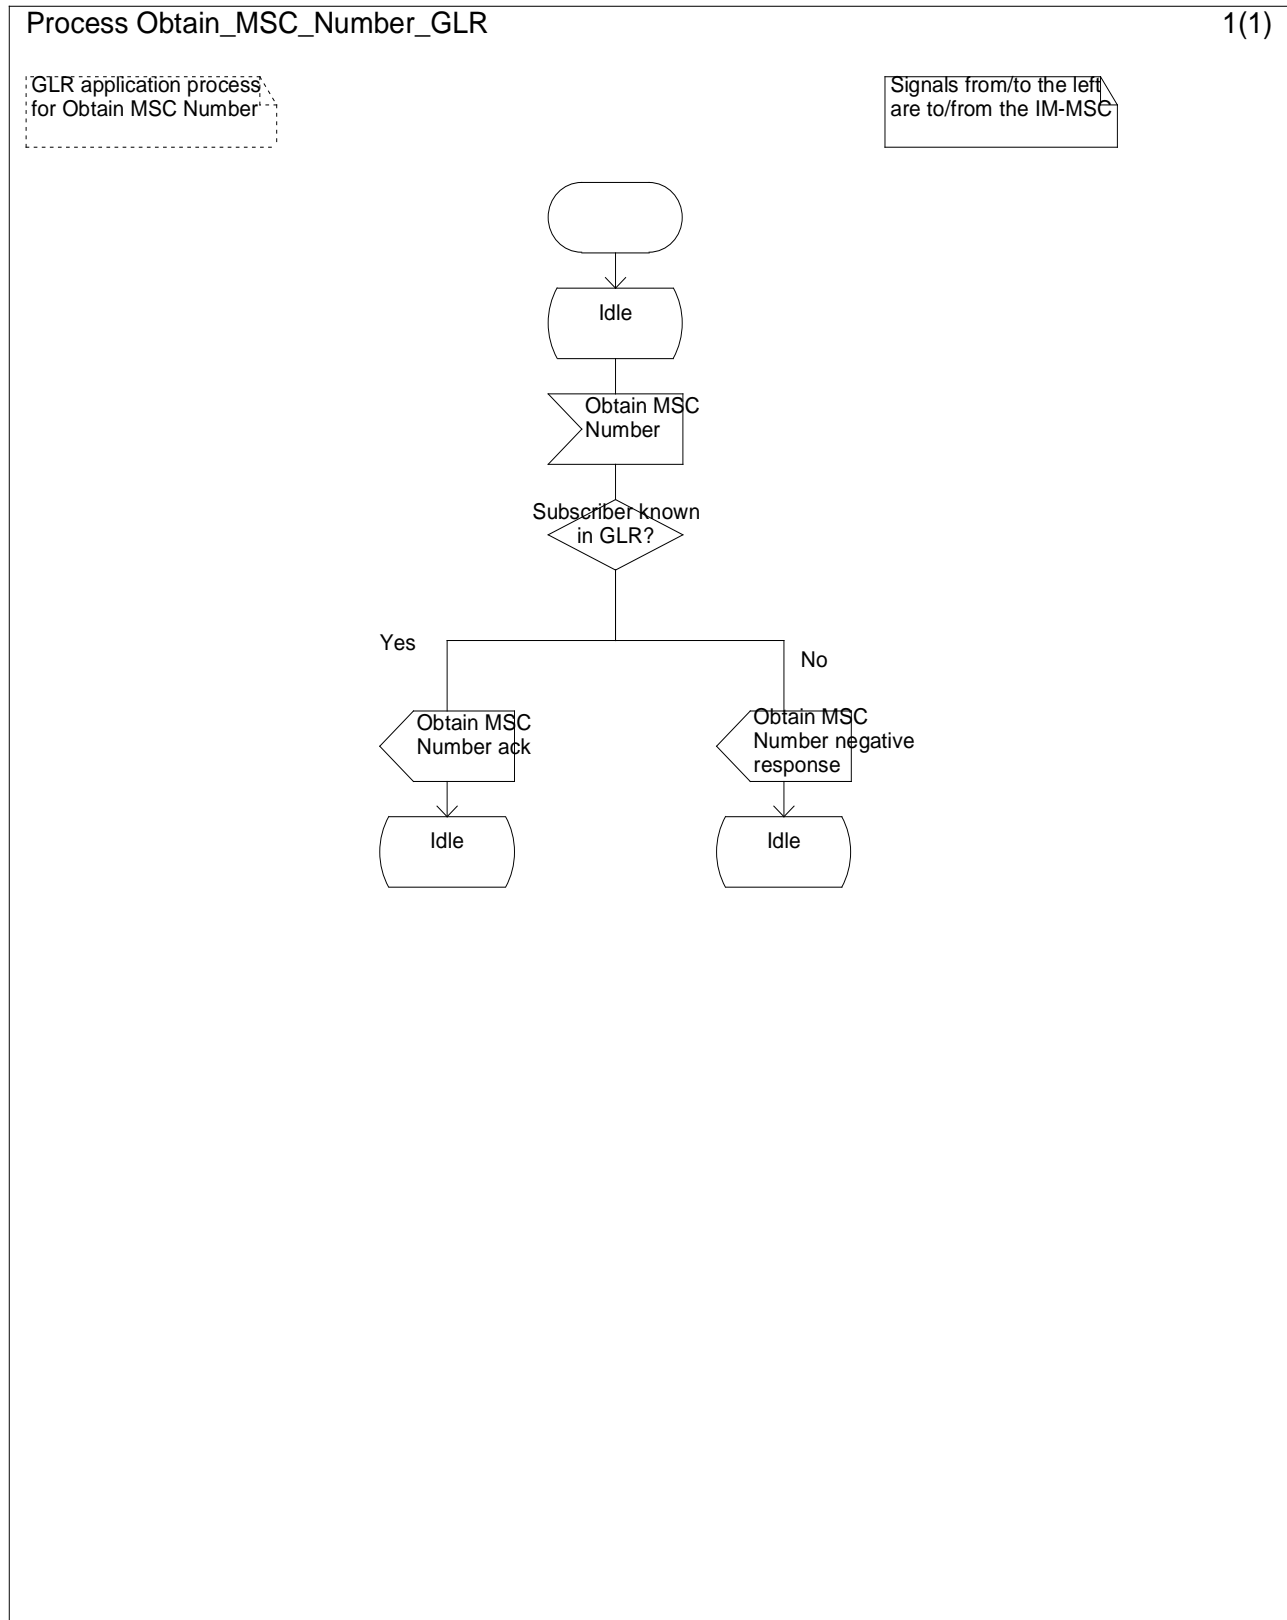 Process Obtain_MSC_Number_GLR
1(1)
GLR application process
for Obtain MSC Number
Signals from/to the left
are to/from the IM-MSC
Idle
Obtain MSC
Number
Subscriber known
in GLR?
Yes
No
Obtain MSC
Number ack
Obtain MSC
Number negative
response
Idle
Idle